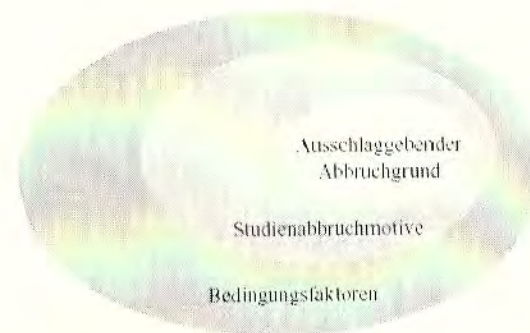 Ausschlaggebender
Abbruchgrund
Studienabbruchmotive
Bedingungsfaktoren